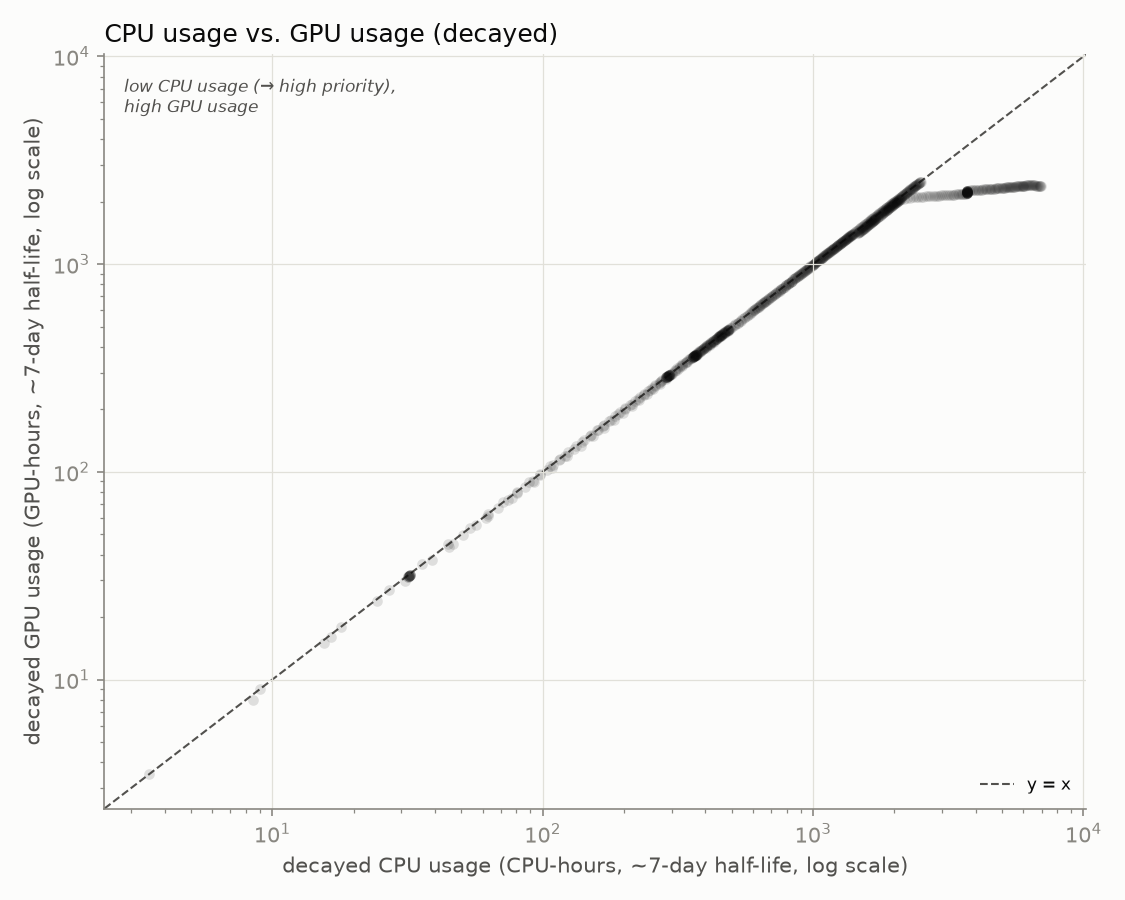 CPU usage vs. GPU usage (decayed)
low CPU usage (→ high priority),
high GPU usage
decayed GPU usage (GPU-hours, ~7-day half-life, log scale)
10⁴
10³
10²
10¹
y = x
10¹ 10² 10³ 10⁴
decayed CPU usage (CPU-hours, ~7-day half-life, log scale)